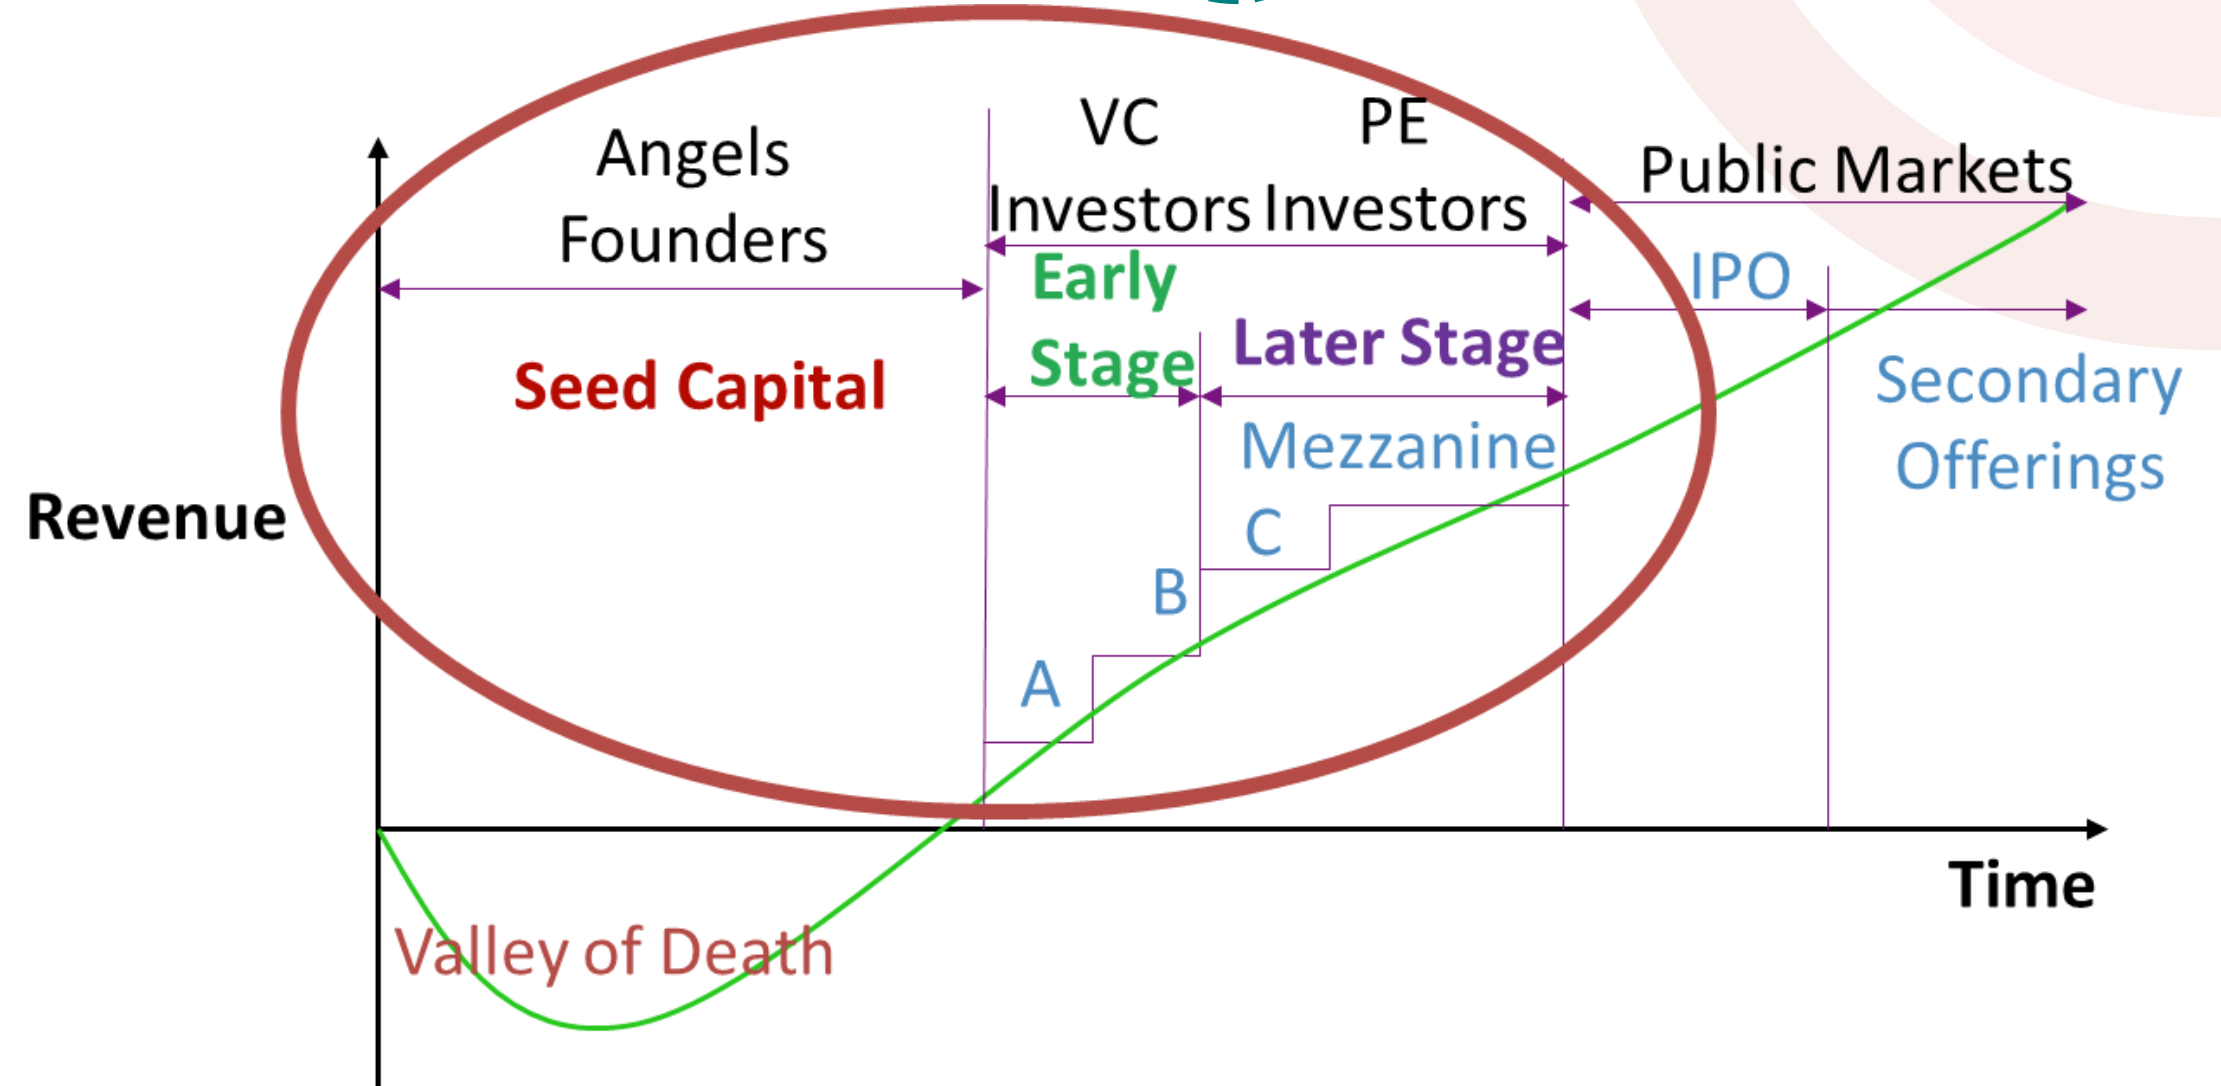 VC
PE
Angels
Founders
Investors
Investors
Public Markets
Early
Stage
IPO
Seed Capital
Later Stage
Secondary
Offerings
Mezzanine
Revenue
C
B
A
Time
Valley of Death